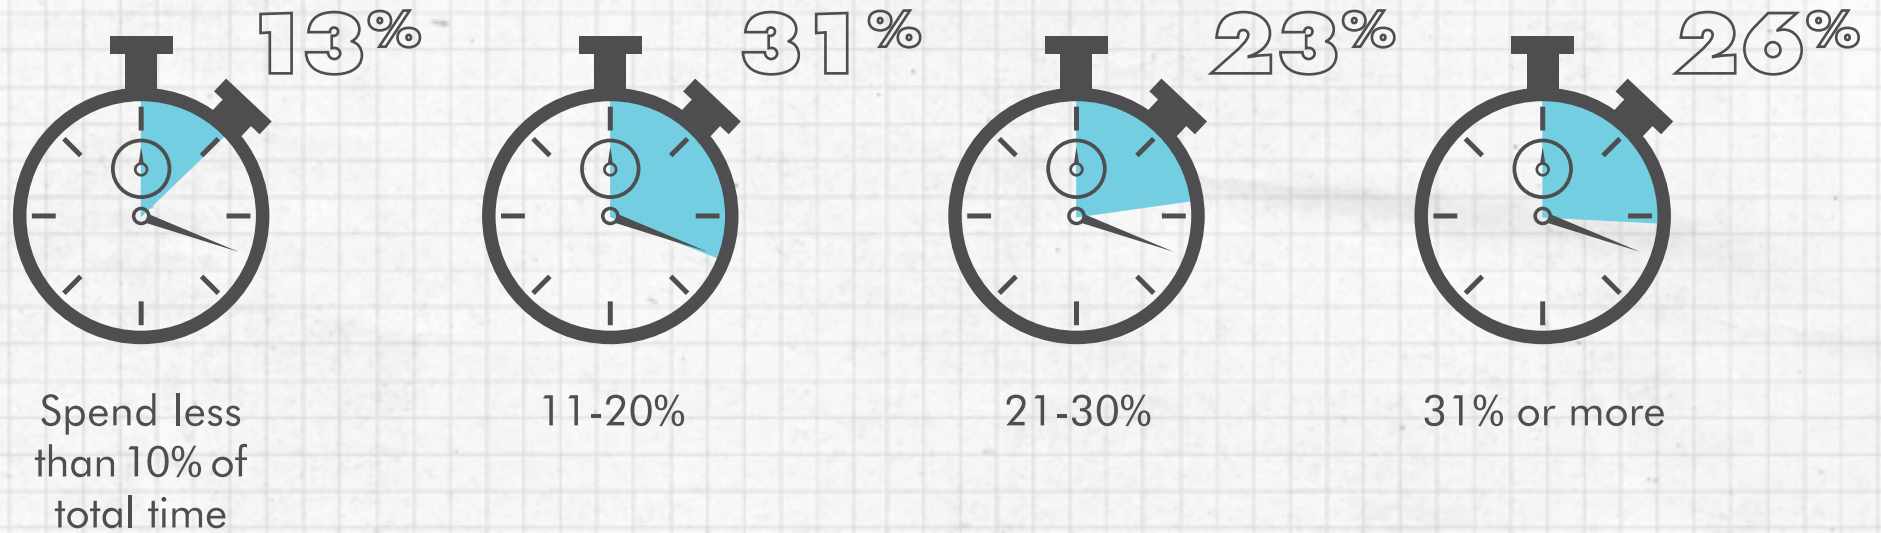 13%
31%
23%
26%
Spend less
than 10% of
total time
11-20%
21-30%
31% or more